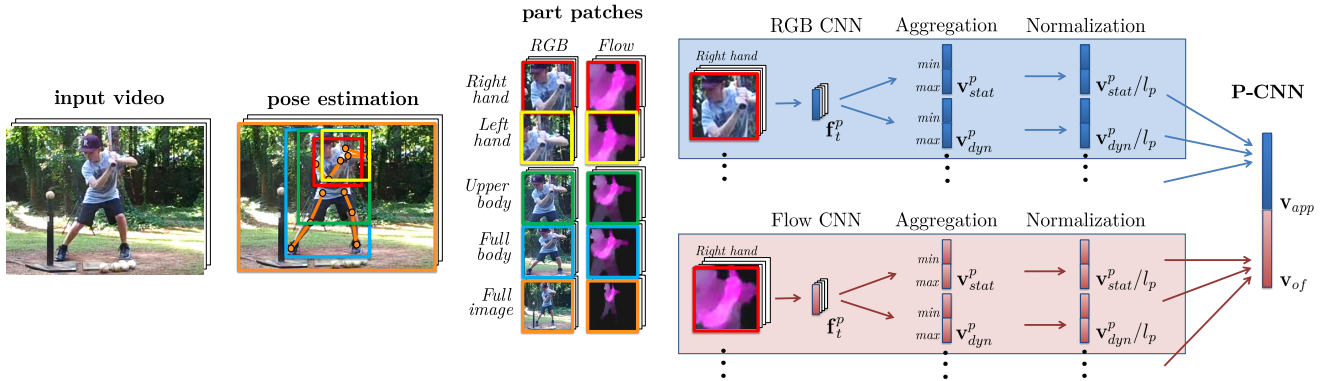 input video
pose estimation
part patches
RGB Flow
Right
hand
Left
hand
Upper
body
Full
body
Full
image
RGB CNN Aggregation Normalization
Right hand
f_t^p
min
max
v_stat^p
v_stat^p/l_p
min
max
v_dyn^p
v_dyn^p/l_p
Flow CNN Aggregation Normalization
Right hand
f_t^p
min
max
v_stat^p
v_stat^p/l_p
min
max
v_dyn^p
v_dyn^p/l_p
P-CNN
v_app
v_of